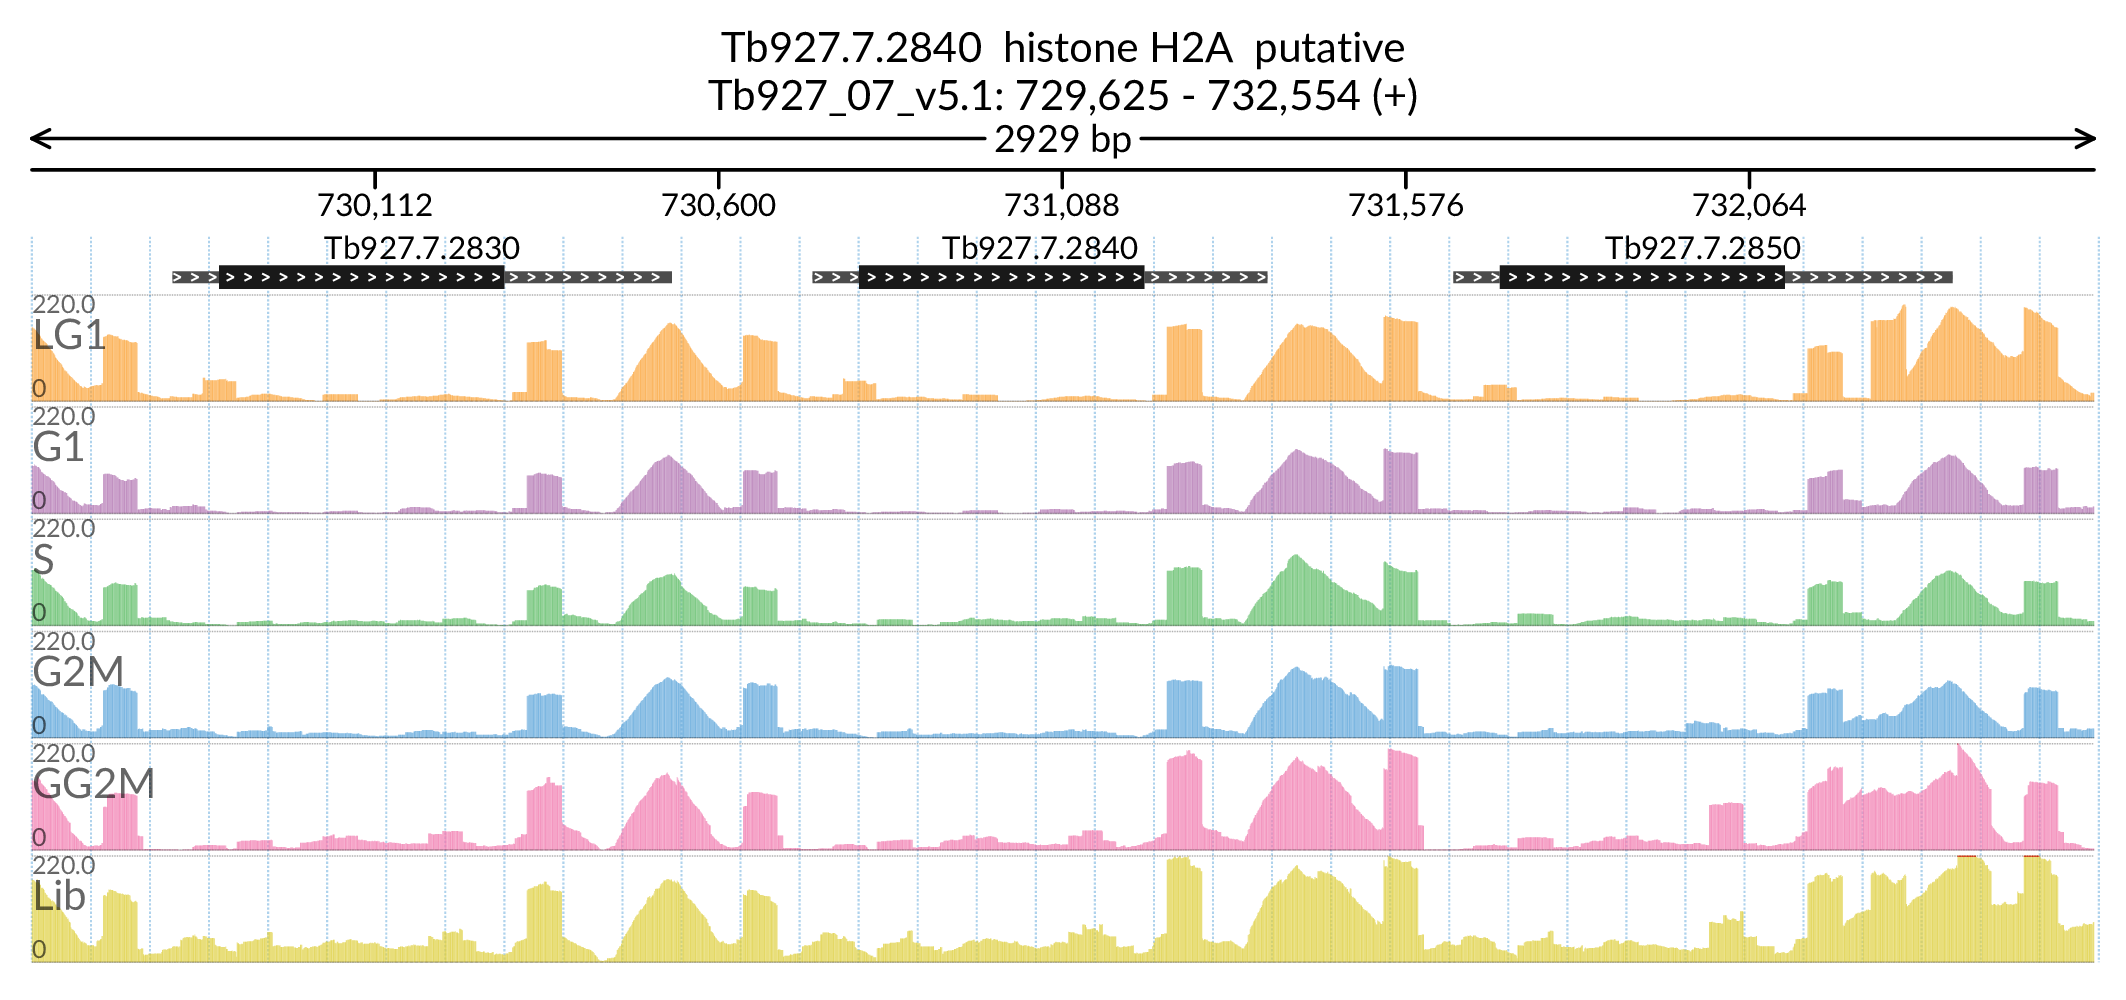 Tb927.7.2840 histone H2A putative
Tb927_07_v5.1: 729,625 - 732,554 (+)
2929 bp
730,112 730,600 731,088 731,576 732,064
Tb927.7.2830 Tb927.7.2840 Tb927.7.2850
220.0
LG1
0
220.0
G1
0
220.0
S
0
220.0
G2M
0
220.0
GG2M
0
220.0
Lib
0